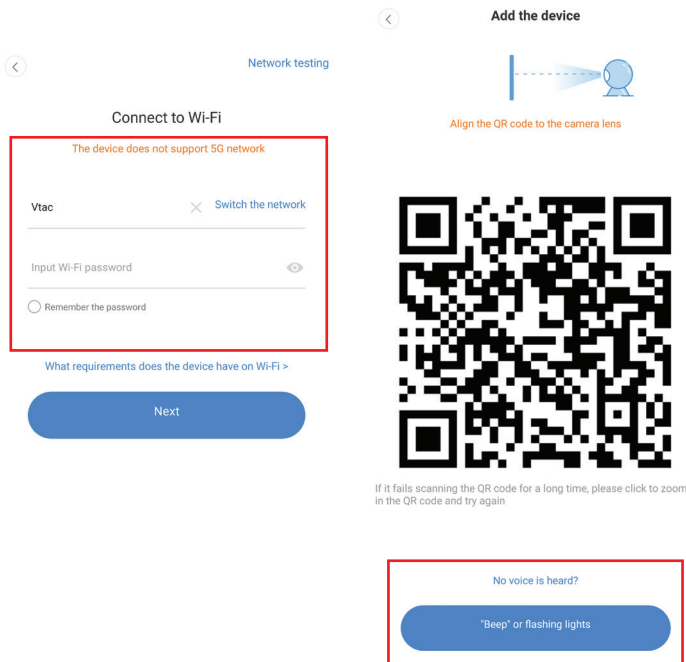 Network testing
Connect to Wi-Fi
The device does not support 5G network
Vtac
Switch the network
Input Wi-Fi password
Remember the password
What requirements does the device have on Wi-Fi >
Next
Add the device
Align the QR code to the camera lens
If it fails scanning the QR code for a long time, please click to zoom
in the QR code and try again
No voice is heard?
"Beep" or flashing lights